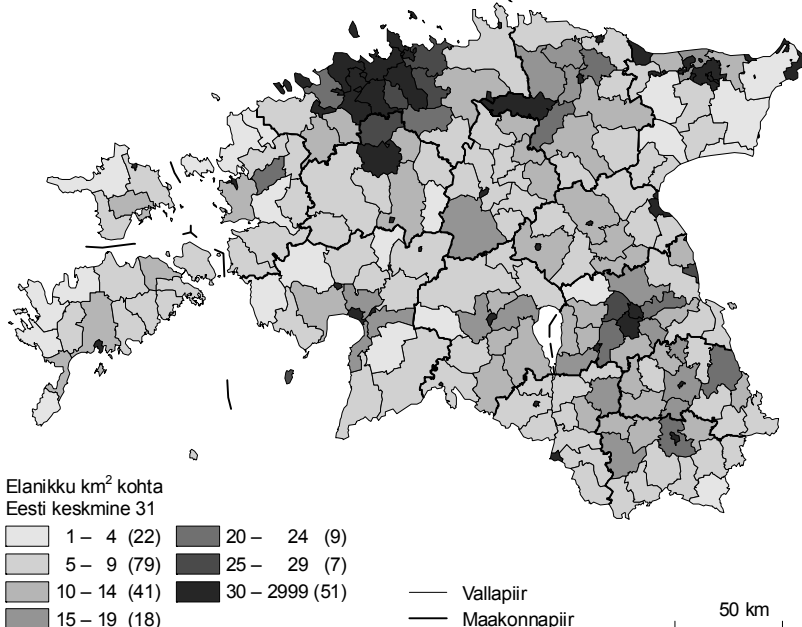 Elanikku km² kohta
Eesti keskmine 31
1 – 4 (22)
5 – 9 (79)
10 – 14 (41)
15 – 19 (18)
20 – 24 (9)
25 – 29 (7)
30 – 2999 (51)
Vallapiir
Maakonnapiir
50 km